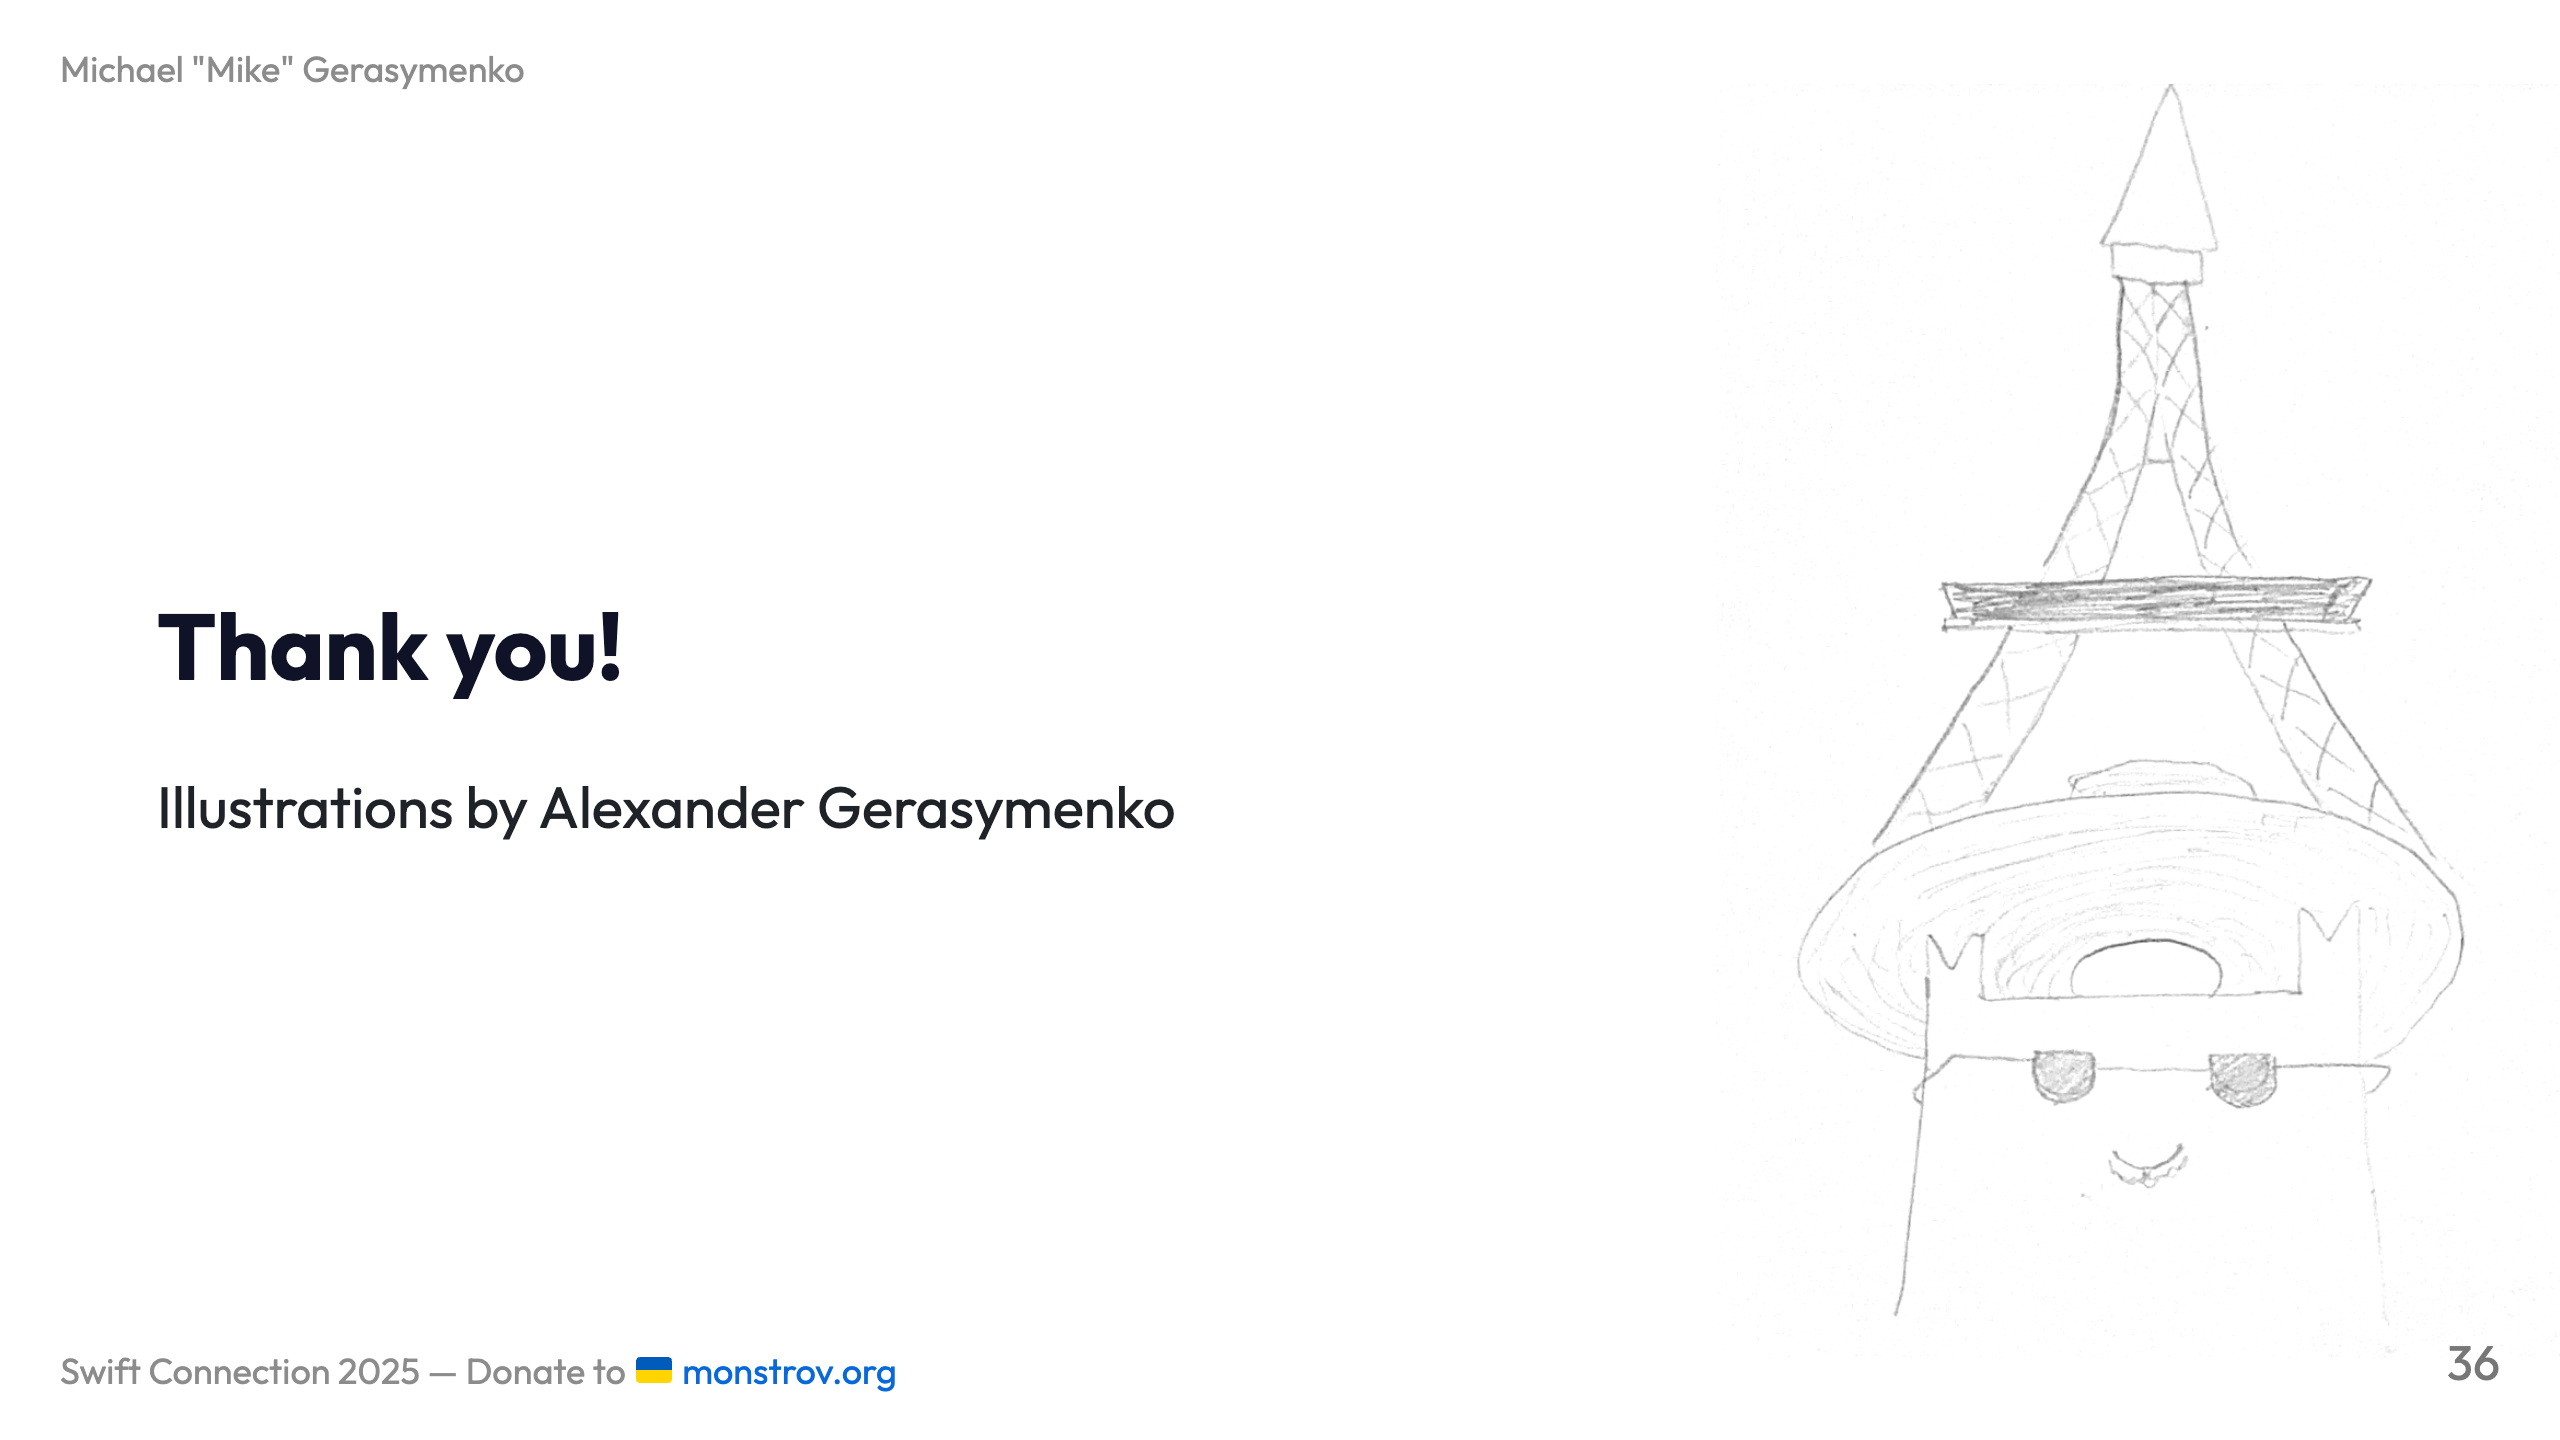 Michael "Mike" Gerasymenko
Thank you!
Illustrations by Alexander Gerasymenko
Swift Connection 2025 — Donate to 🇺🇦 monstrov.org
36